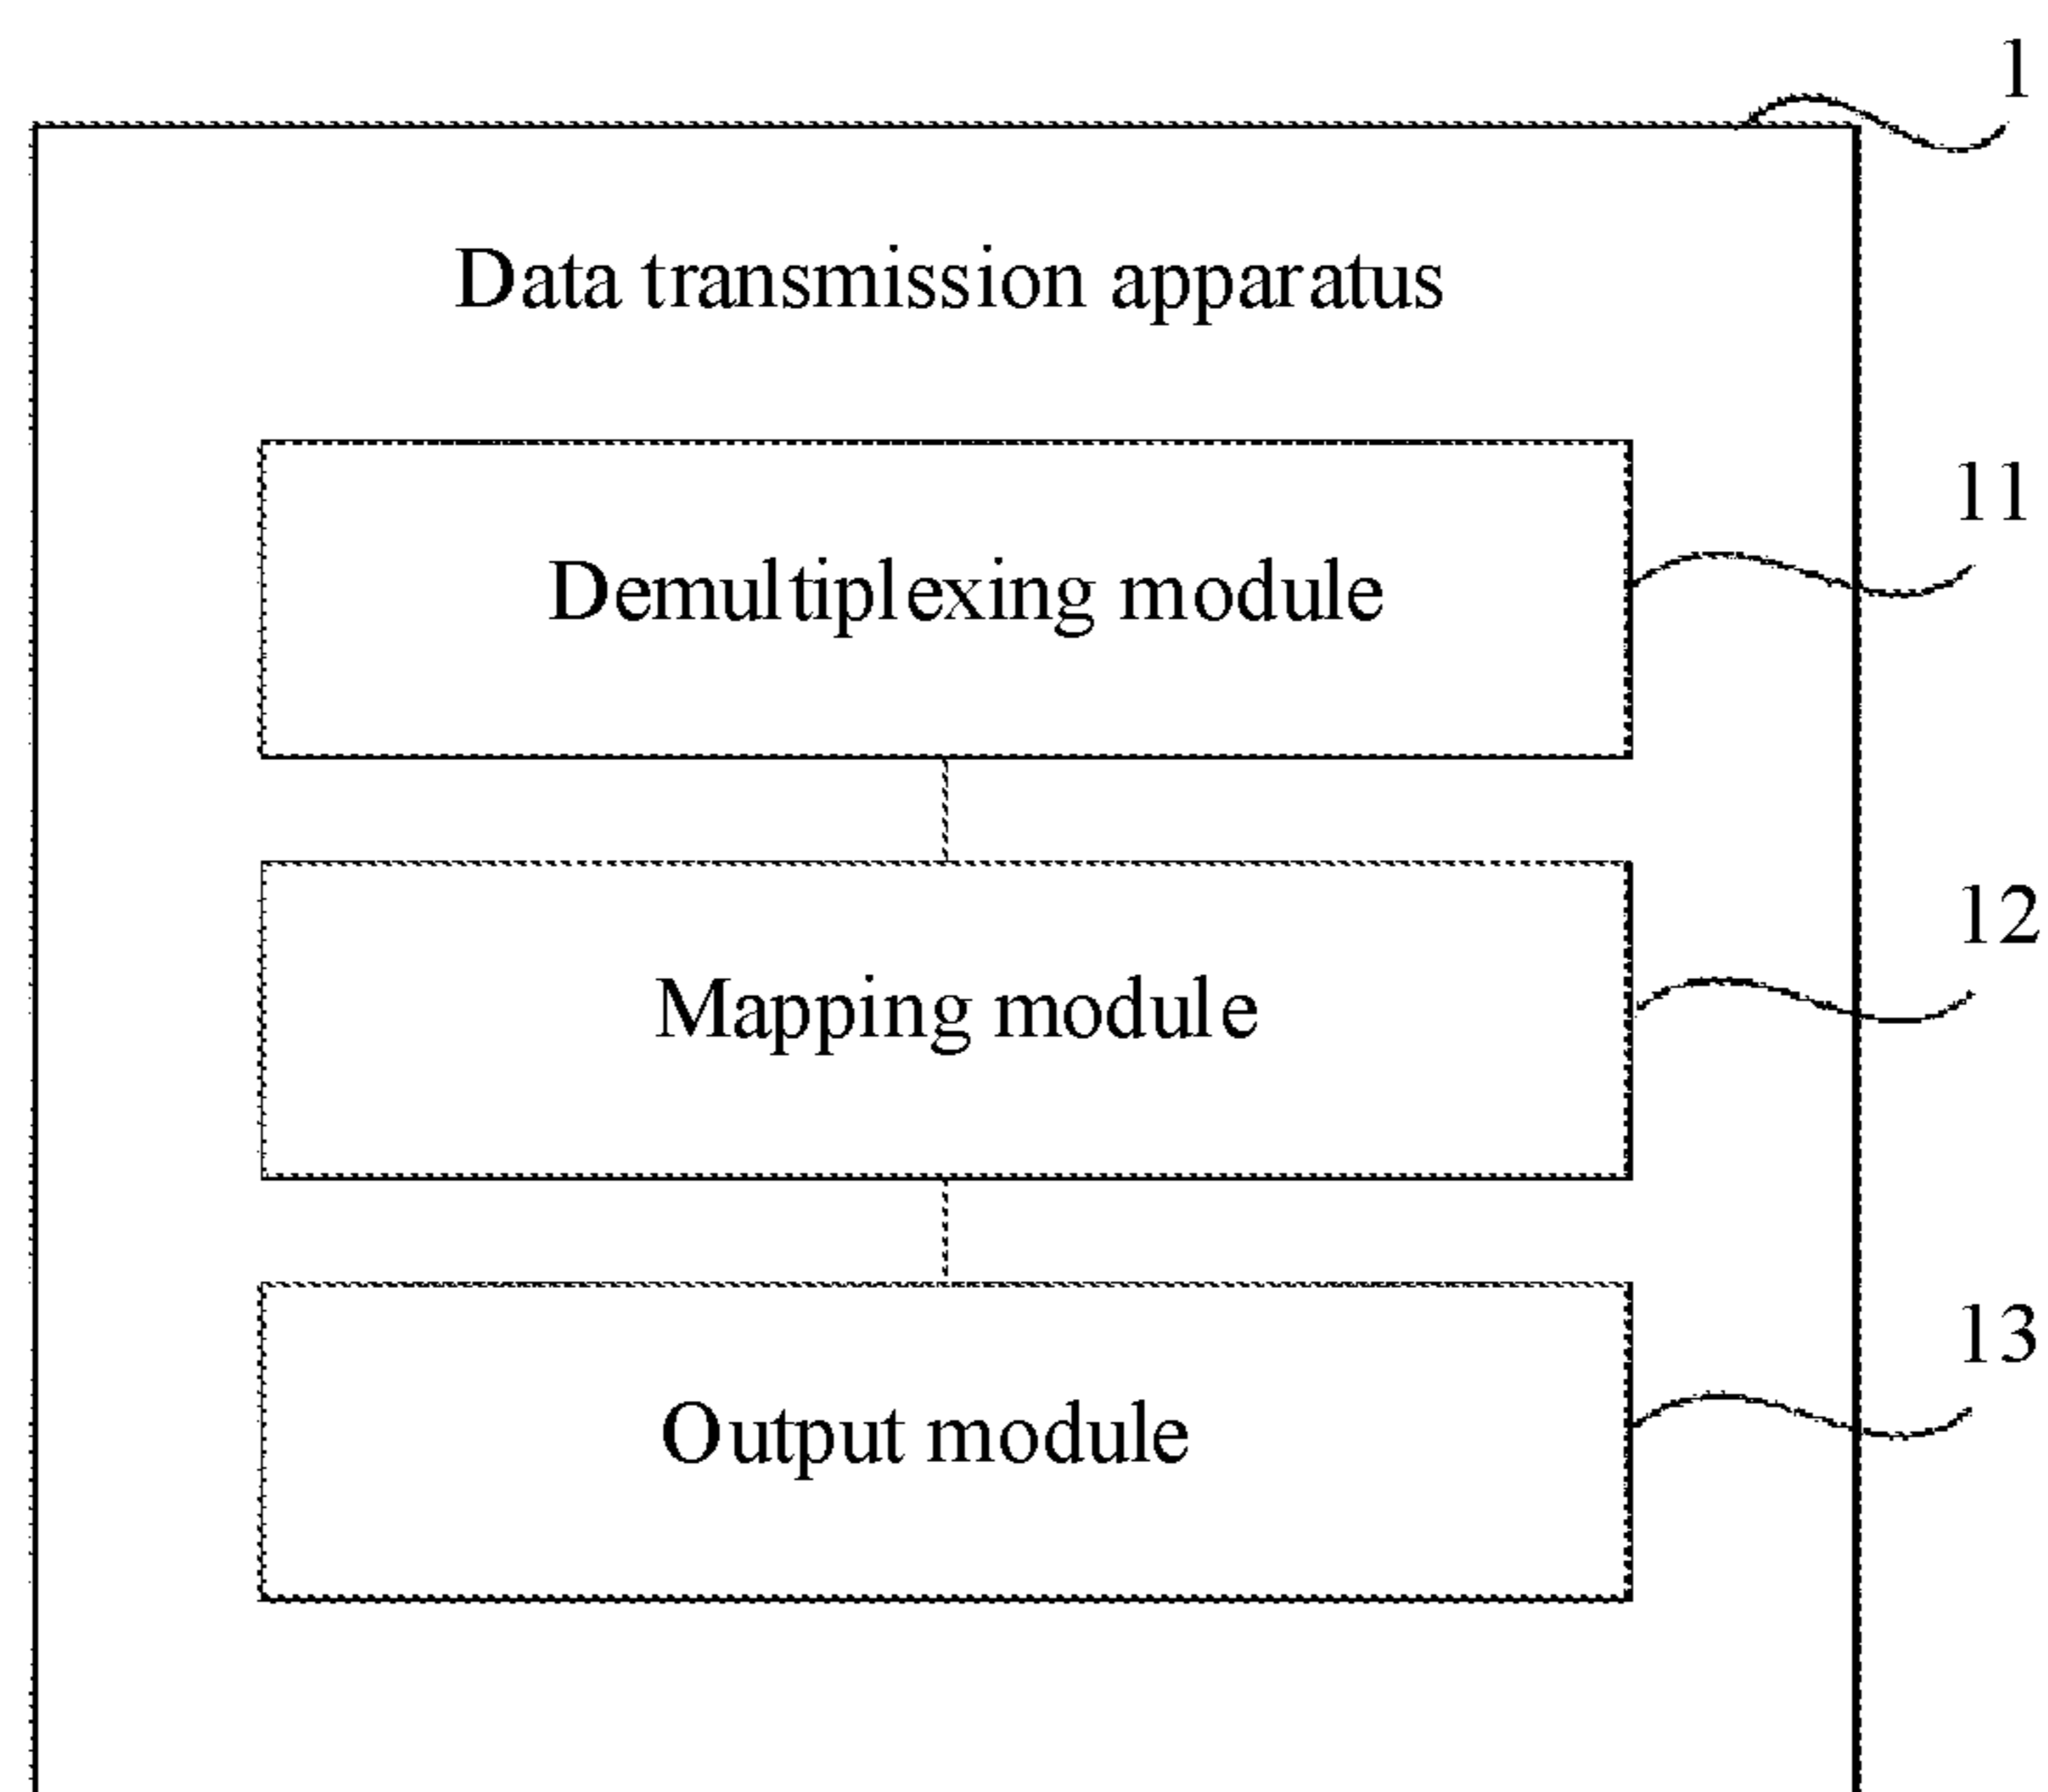 1
Data transmission apparatus
11
Demultiplexing module
12
Mapping module
13
Output module